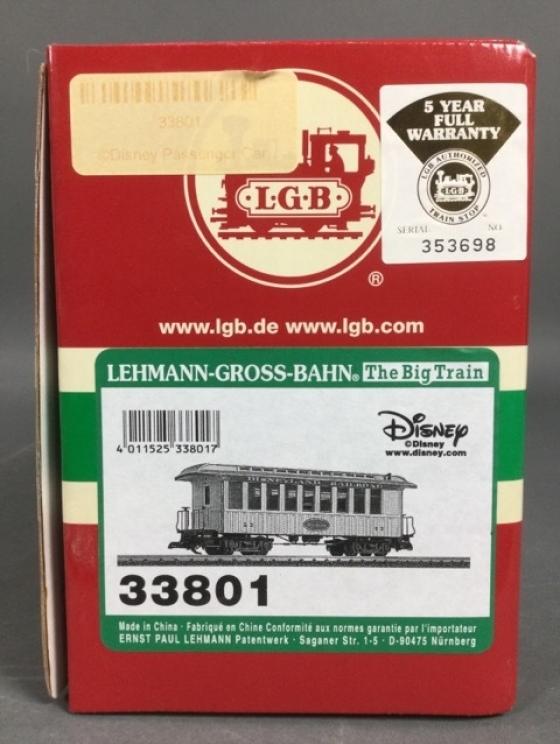 33801
©Disney Passenger Car
5 YEAR
FULL
WARRANTY
LGB AUTHORIZED
L·G·B
TRAIN STOP
SERIAL NO
353698
L·G·B
®
www.lgb.de www.lgb.com
LEHMANN-GROSS-BAHN® The Big Train
4 011525 338017
Disney
©Disney
www.disney.com
DISNEYLAND RAILROAD
33801
Made in China · Fabriqué en Chine Conformité aux normes garantie par l'importateur
ERNST PAUL LEHMANN Patentwerk · Saganer Str. 1-5 · D-90475 Nürnberg